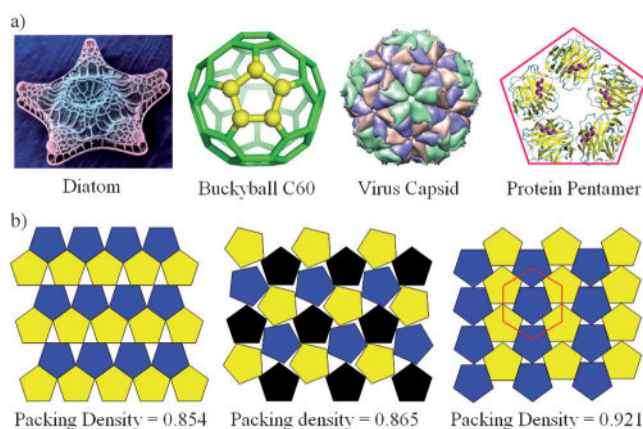 a)
Diatom Buckyball C60 Virus Capsid Protein Pentamer
b)
Packing Density = 0.854 Packing density = 0.865 Packing Density = 0.921